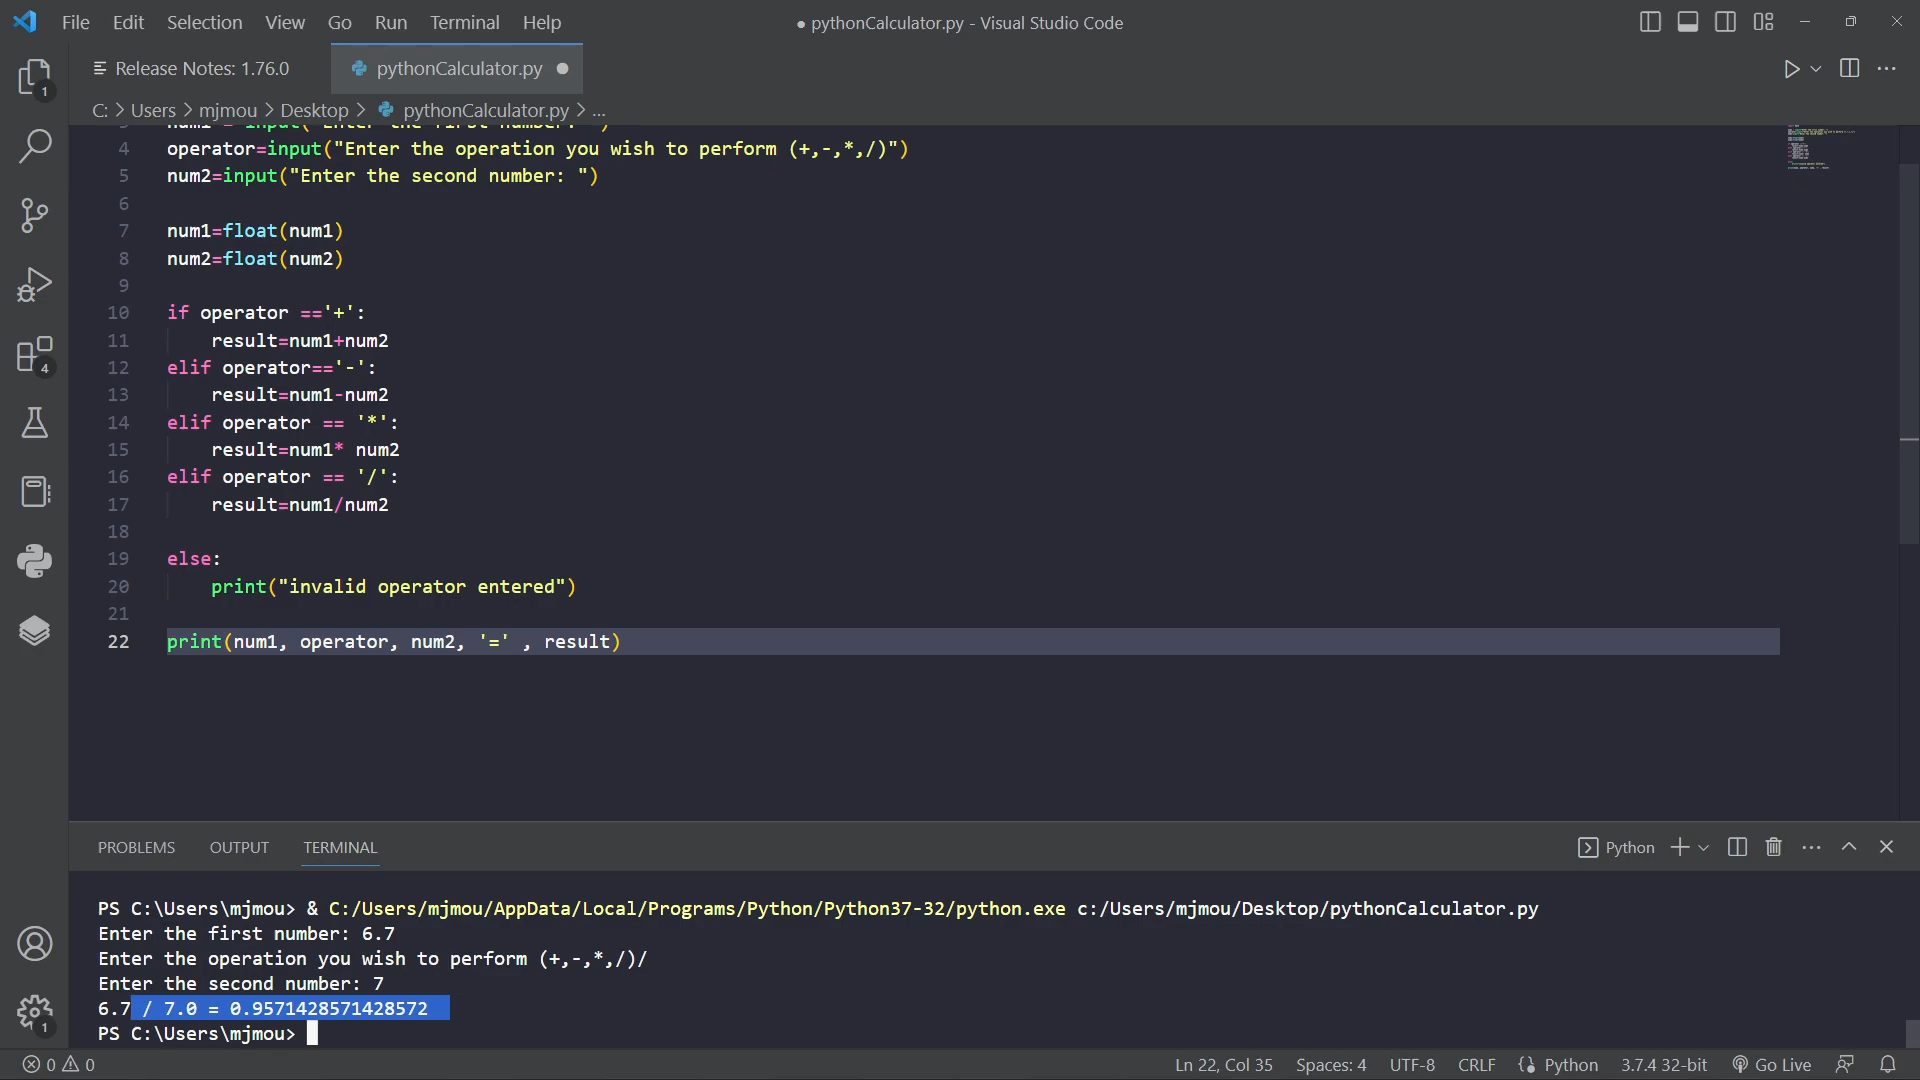 File Edit Selection View Go Run Terminal Help
● pythonCalculator.py - Visual Studio Code
Release Notes: 1.76.0
pythonCalculator.py
C: > Users > mjmou > Desktop > pythonCalculator.py > ...
4 operator=input("Enter the operation you wish to perform (+,-,*,/)")
5 num2=input("Enter the second number: ")
6
7 num1=float(num1)
8 num2=float(num2)
9
10 if operator =='+':
11 result=num1+num2
12 elif operator=='-':
13 result=num1-num2
14 elif operator == '*':
15 result=num1* num2
16 elif operator == '/':
17 result=num1/num2
18
19 else:
20 print("invalid operator entered")
21
22 print(num1, operator, num2, '=' , result)
1
4
1
PROBLEMS OUTPUT TERMINAL
Python
PS C:\Users\mjmou> & C:/Users/mjmou/AppData/Local/Programs/Python/Python37-32/python.exe c:/Users/mjmou/Desktop/pythonCalculator.py
Enter the first number: 6.7
Enter the operation you wish to perform (+,-,*,/)/
Enter the second number: 7
6.7 / 7.0 = 0.9571428571428572
PS C:\Users\mjmou>
0 0
Ln 22, Col 35 Spaces: 4 UTF-8 CRLF Python 3.7.4 32-bit Go Live